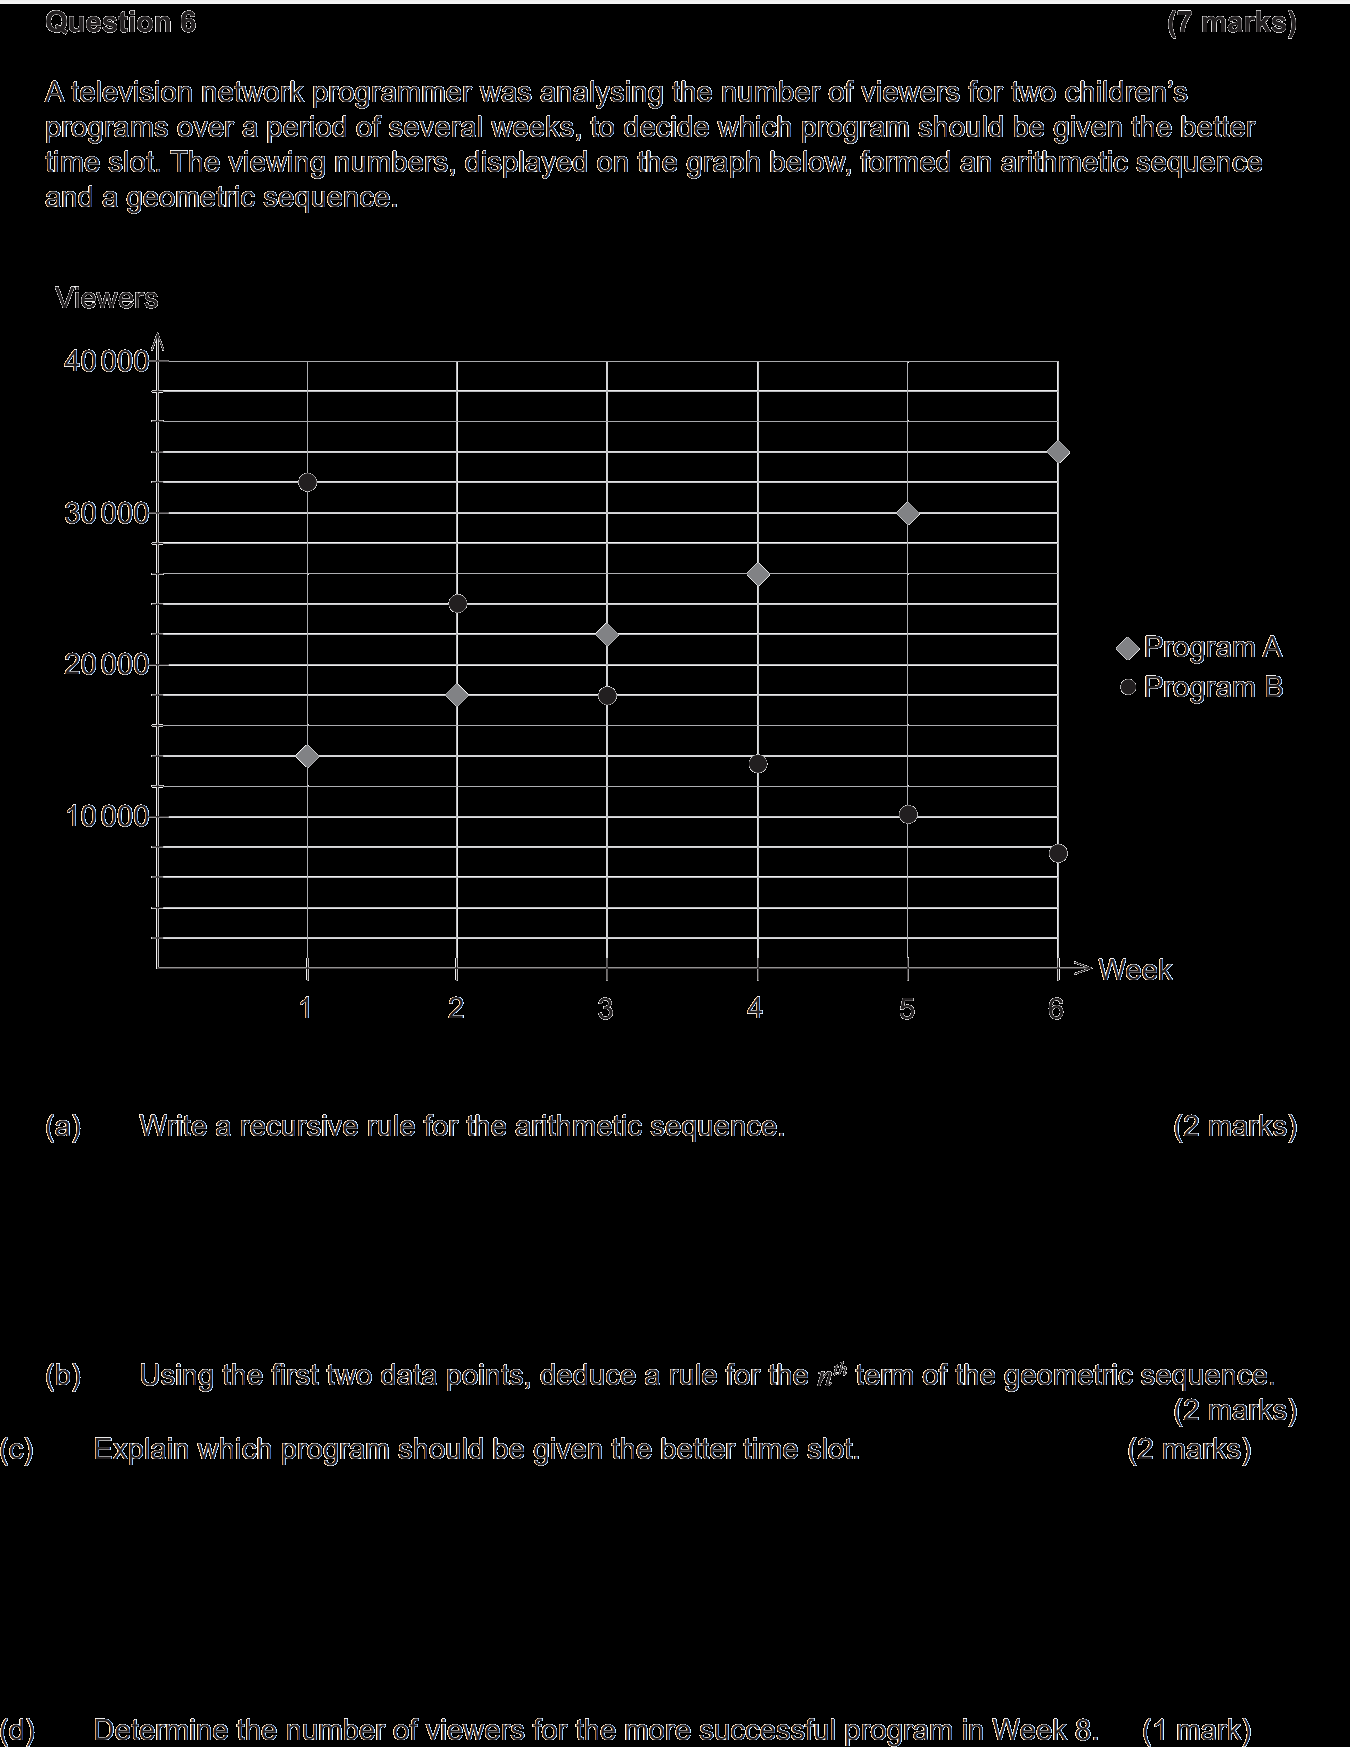 Question 6 (7 marks)
A television network programmer was analysing the number of viewers for two children's
programs over a period of several weeks, to decide which program should be given the better
time slot. The viewing numbers, displayed on the graph below, formed an arithmetic sequence
and a geometric sequence.
Viewers
40 000
30 000
20 000
10 000
Program A
Program B
Week
1 2 3 4 5 6
(a) Write a recursive rule for the arithmetic sequence. (2 marks)
(b) Using the first two data points, deduce a rule for the nth term of the geometric sequence.
(2 marks)
(c) Explain which program should be given the better time slot. (2 marks)
(d) Determine the number of viewers for the more successful program in Week 8. (1 mark)